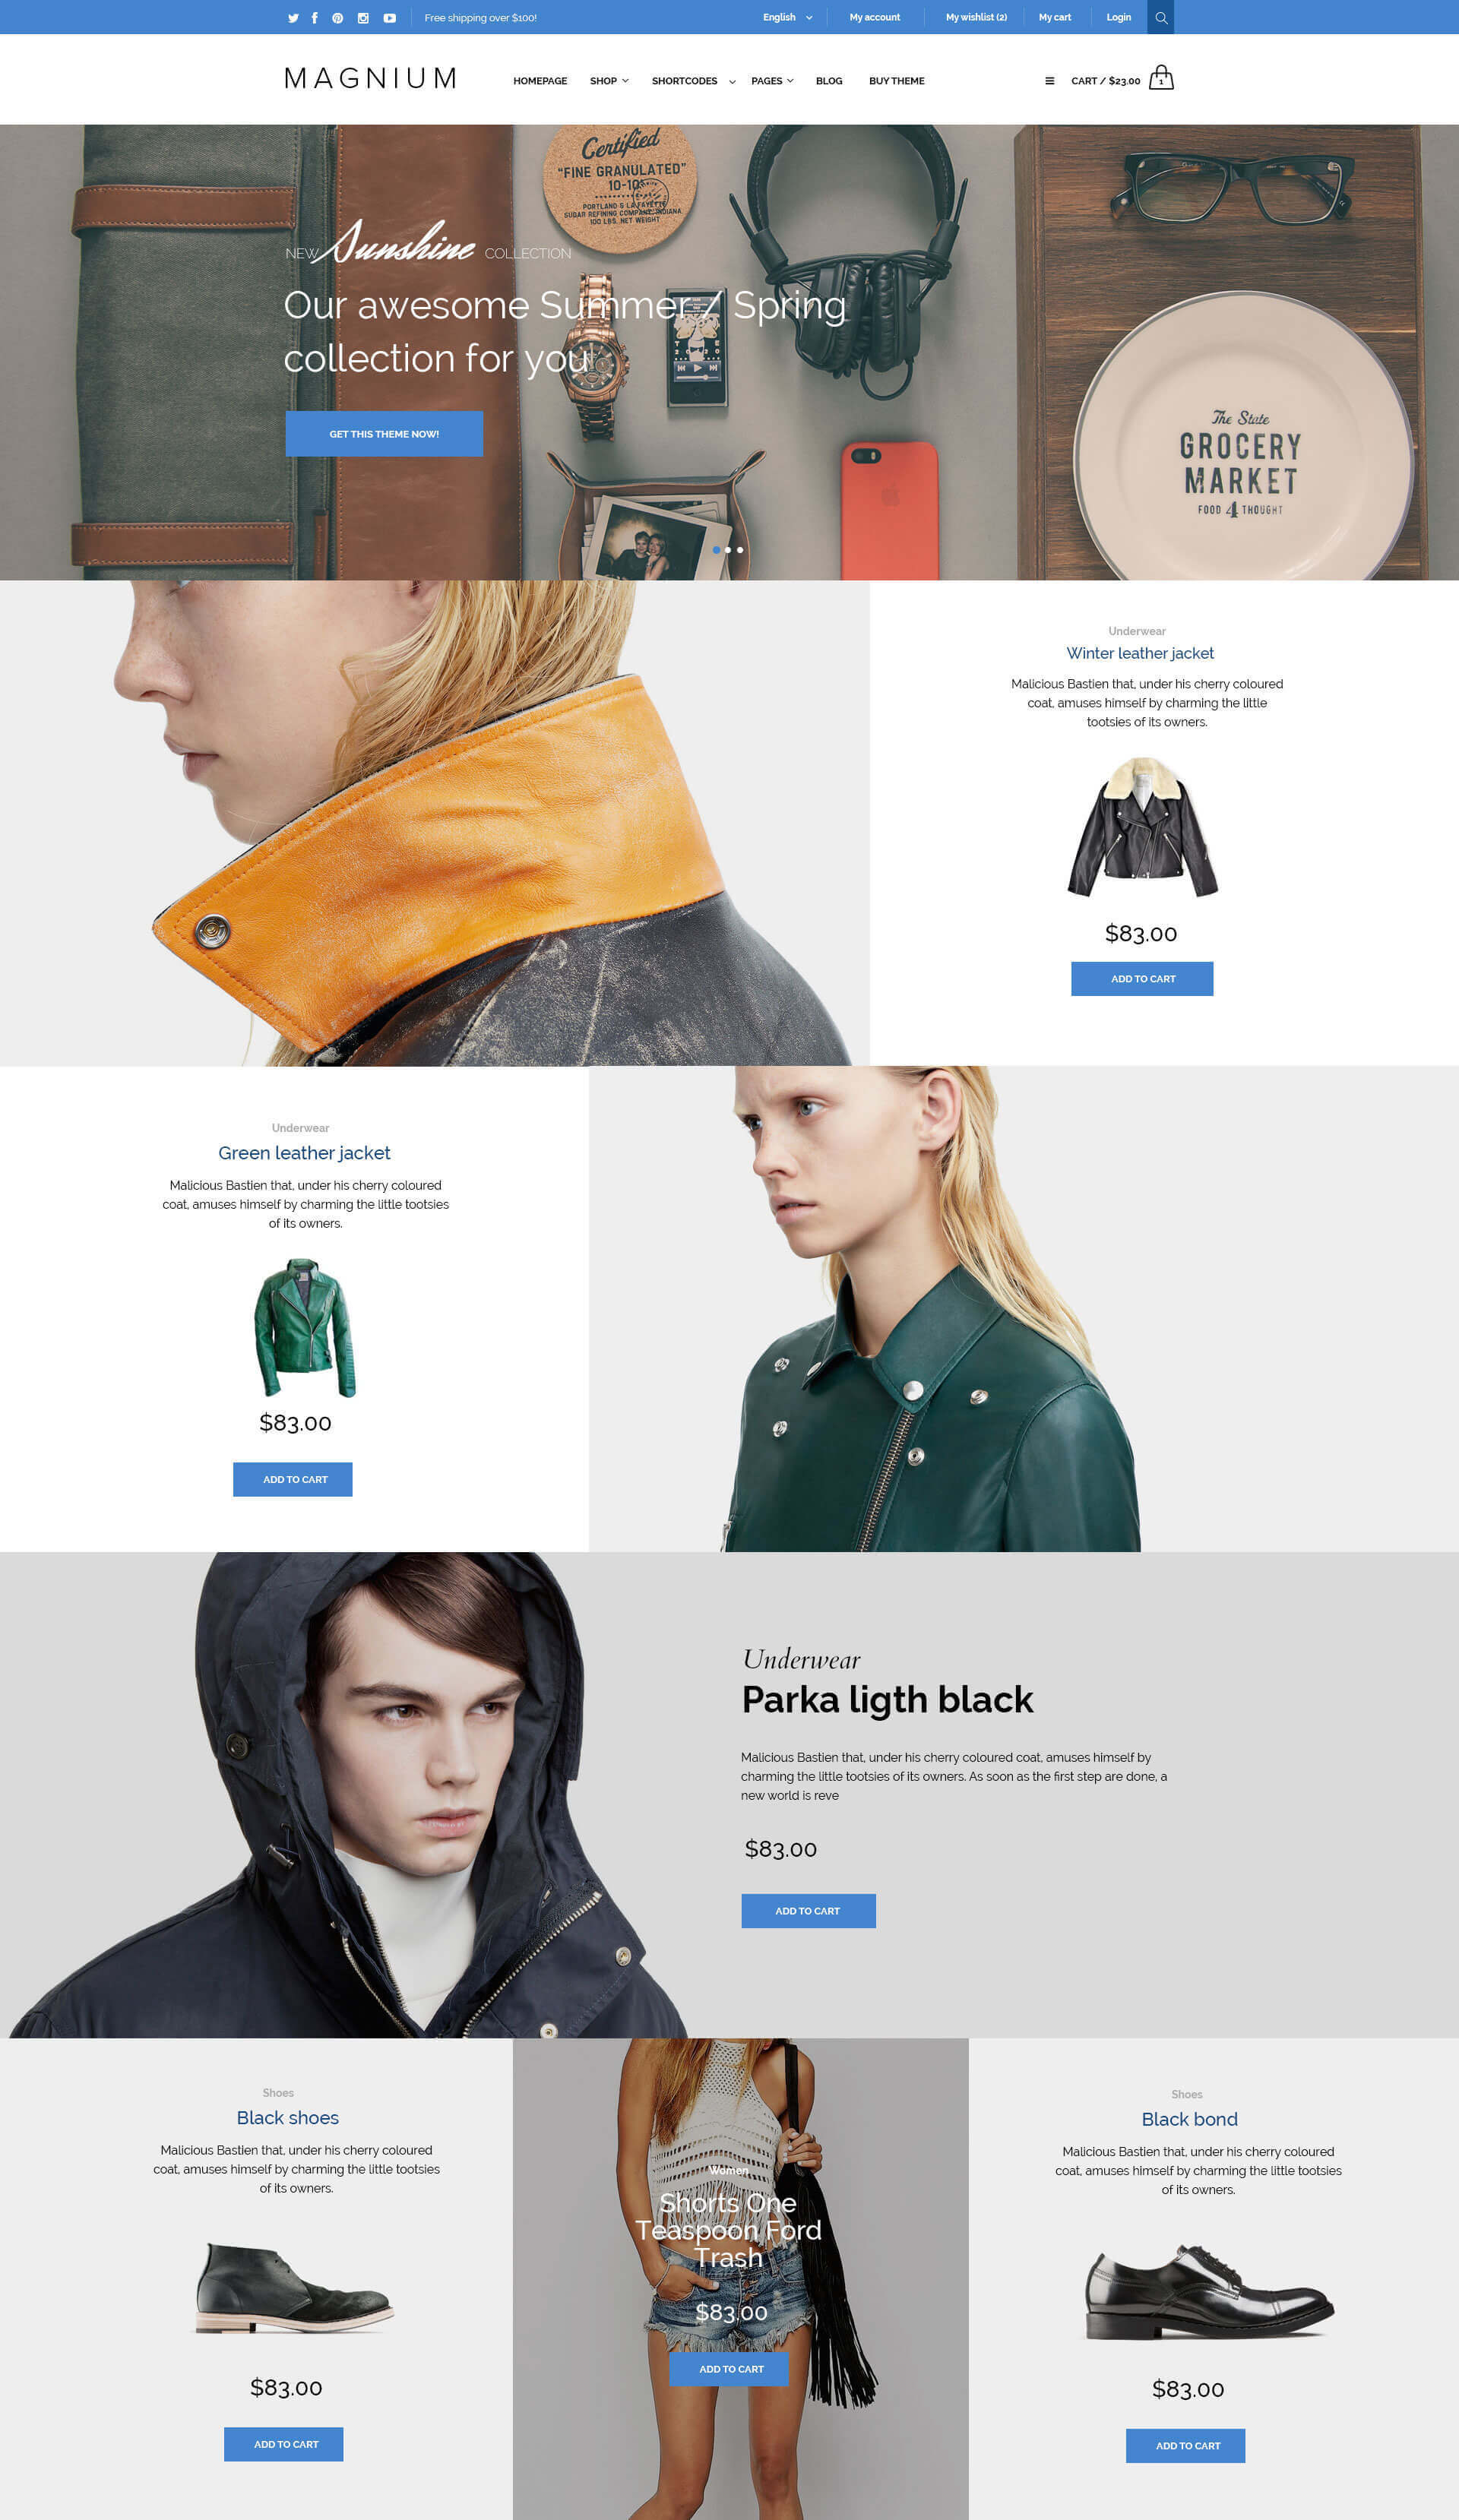 Free shipping over $100!
English
My account
My wishlist (2)
My cart
Login
MAGNIUM
HOMEPAGE
SHOP
SHORTCODES
PAGES
BLOG
BUY THEME
CART / $23.00
1
Certified
"FINE GRANULATED"
10-10s
PORTLAND & LA FAYETTE
SUGAR REFINING COMPANY, INDIANA
100 LBS. NET WEIGHT
NEW Sunshine COLLECTION
Our awesome Summer / Spring
collection for you
GET THIS THEME NOW!
The State
GROCERY
MARKET
FOOD 4 THOUGHT
Underwear
Winter leather jacket
Malicious Bastien that, under his cherry coloured
coat, amuses himself by charming the little
tootsies of its owners.
$83.00
ADD TO CART
Underwear
Green leather jacket
Malicious Bastien that, under his cherry coloured
coat, amuses himself by charming the little tootsies
of its owners.
$83.00
ADD TO CART
Underwear
Parka ligth black
Malicious Bastien that, under his cherry coloured coat, amuses himself by
charming the little tootsies of its owners. As soon as the first step are done, a
new world is reve
$83.00
ADD TO CART
Shoes
Black shoes
Malicious Bastien that, under his cherry coloured
coat, amuses himself by charming the little tootsies
of its owners.
$83.00
ADD TO CART
Women
Shorts One
Teaspoon Ford
Trash
$83.00
ADD TO CART
Shoes
Black bond
Malicious Bastien that, under his cherry coloured
coat, amuses himself by charming the little tootsies
of its owners.
$83.00
ADD TO CART